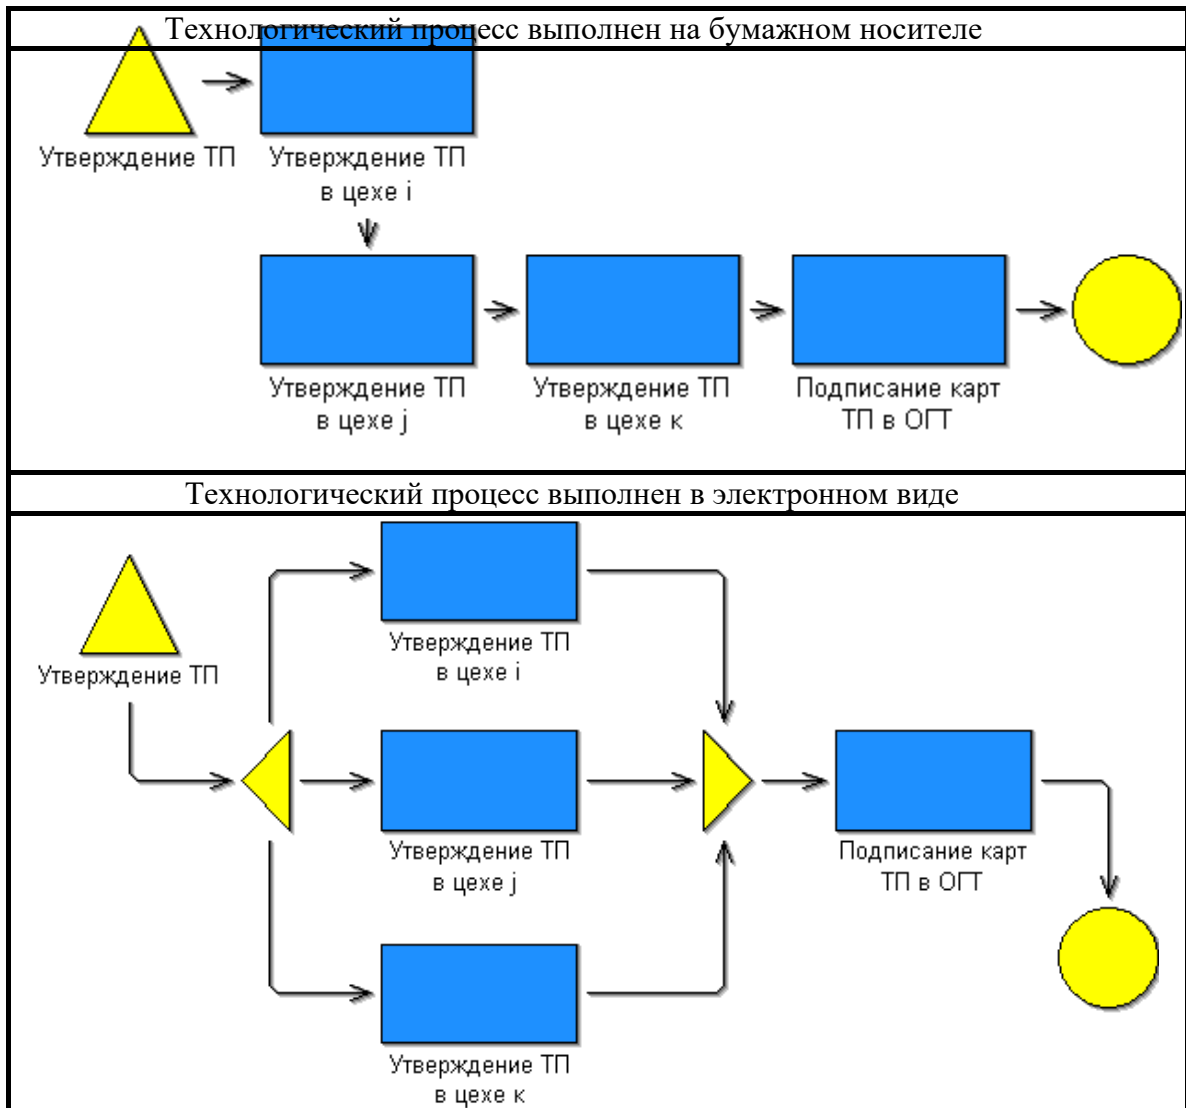 Технологический процесс выполнен на бумажном носителе
Утверждение ТП
Утверждение ТП
в цехе i
Утверждение ТП
в цехе j
Утверждение ТП
в цехе к
Подписание карт
ТП в ОГТ
Технологический процесс выполнен в электронном виде
Утверждение ТП
в цехе i
Утверждение ТП
Утверждение ТП
в цехе j
Подписание карт
ТП в ОГТ
Утверждение ТП
в цехе к